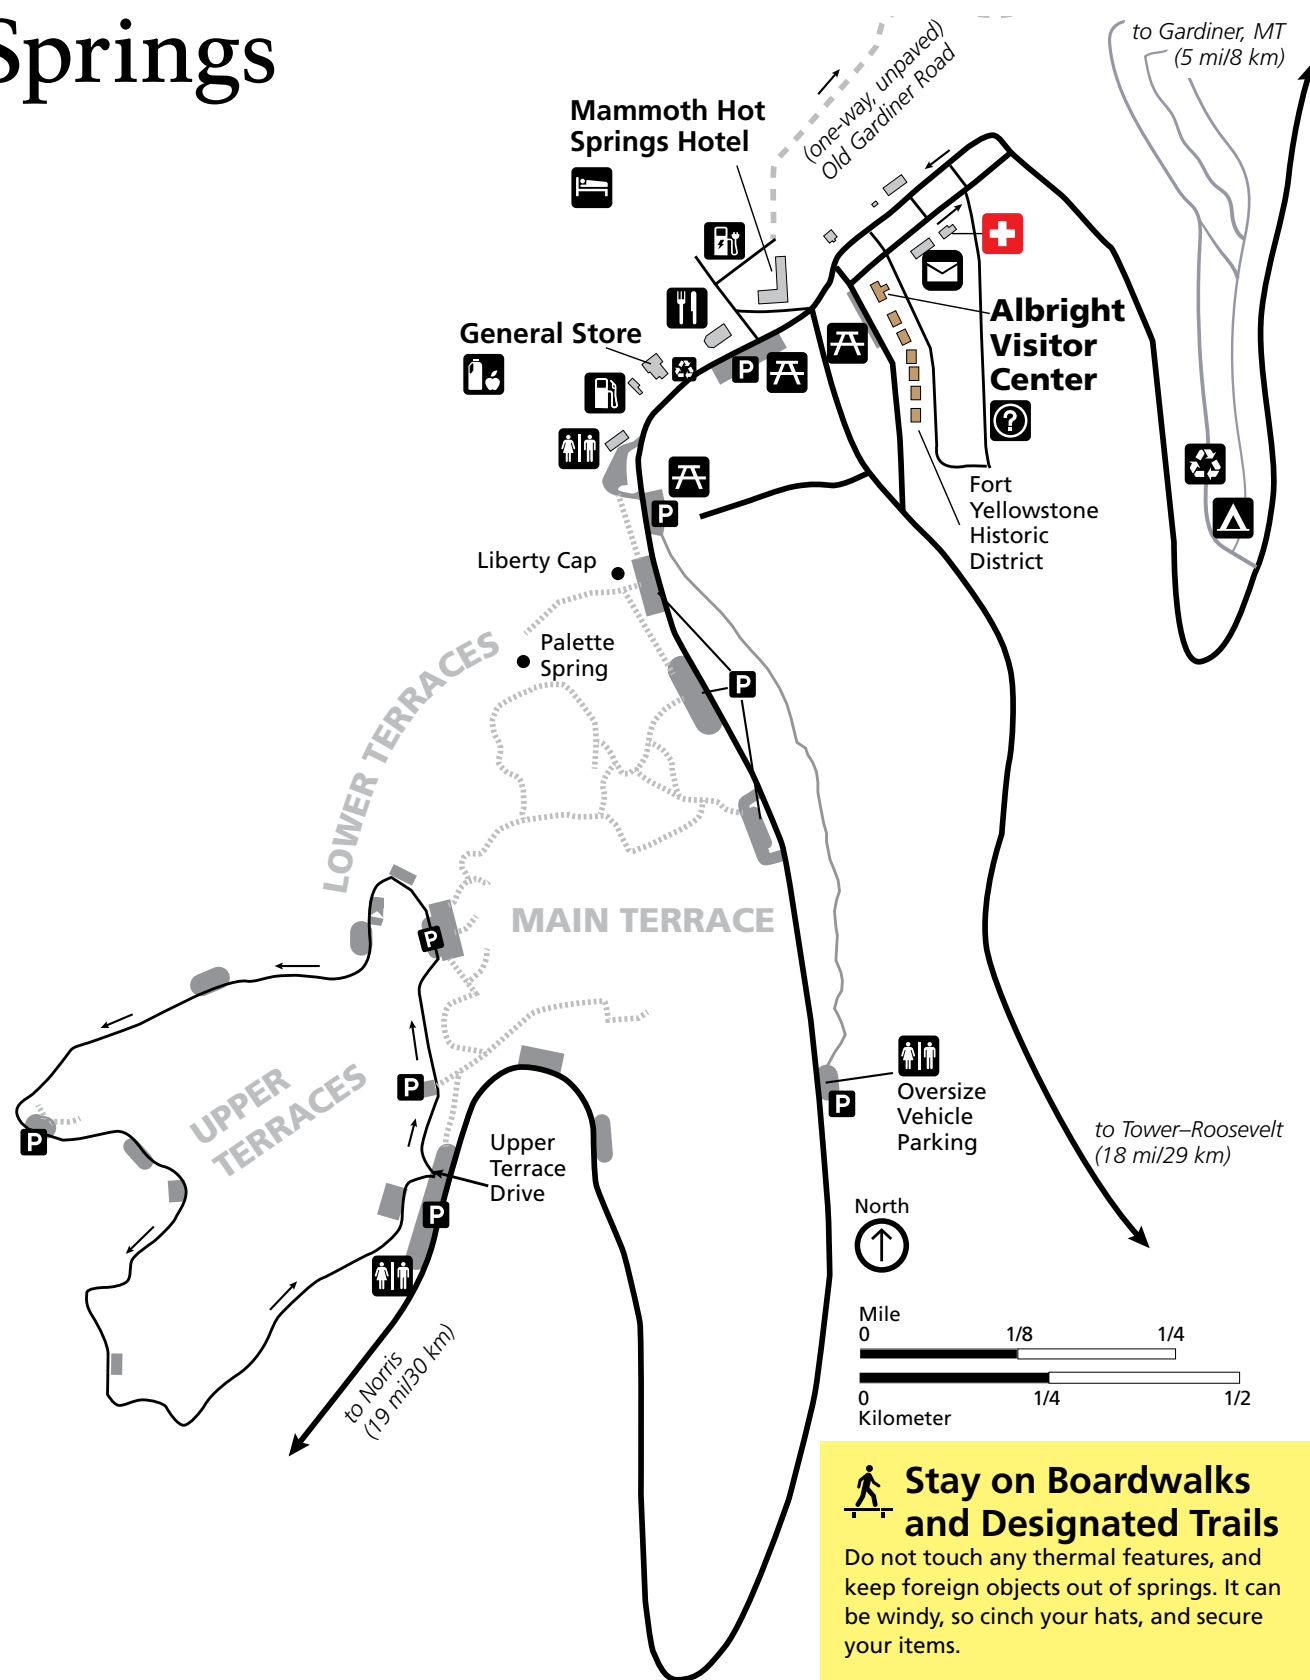 Springs
to Gardiner, MT
(5 mi/8 km)
(one-way, unpaved)
Old Gardiner Road
Mammoth Hot
Springs Hotel
General Store
P
Albright
Visitor
Center
?
Fort
Yellowstone
Historic
District
P
Liberty Cap
Palette
Spring
P
LOWER TERRACES
MAIN TERRACE
P
UPPER
TERRACES
P
P
Oversize
Vehicle
Parking
P
Upper
Terrace
Drive
P
to Tower–Roosevelt
(18 mi/29 km)
North
to Norris
(19 mi/30 km)
Mile
0 1/8 1/4
0 1/4 1/2
Kilometer
Stay on Boardwalks
and Designated Trails
Do not touch any thermal features, and
keep foreign objects out of springs. It can
be windy, so cinch your hats, and secure
your items.